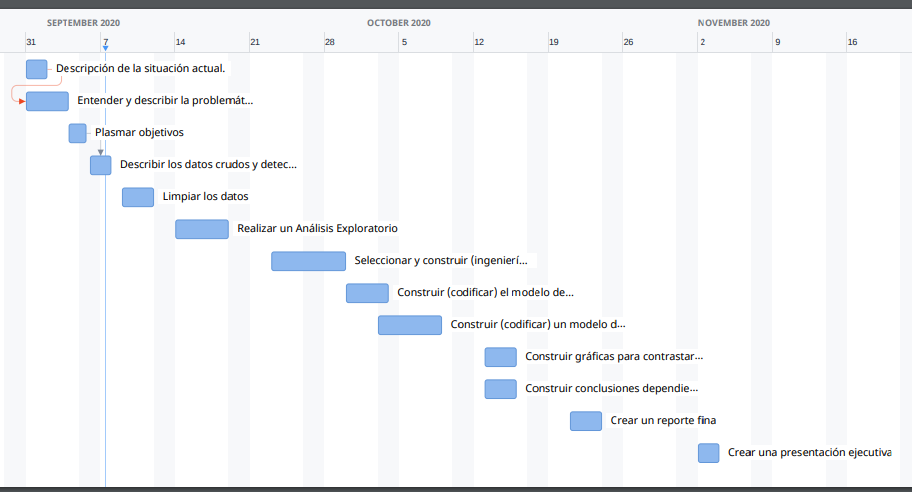 SEPTEMBER 2020 OCTOBER 2020 NOVEMBER 2020
31 7 14 21 28 5 12 19 26 2 9 16
Descripción de la situación actual.
Entender y describir la problemát...
Plasmar objetivos
Describir los datos crudos y detec...
Limpiar los datos
Realizar un Análisis Exploratorio
Seleccionar y construir (ingenierí...
Construir (codificar) el modelo de...
Construir (codificar) un modelo d...
Construir gráficas para contrastar...
Construir conclusiones dependie...
Crear un reporte fina
Crear una presentación ejecutiva